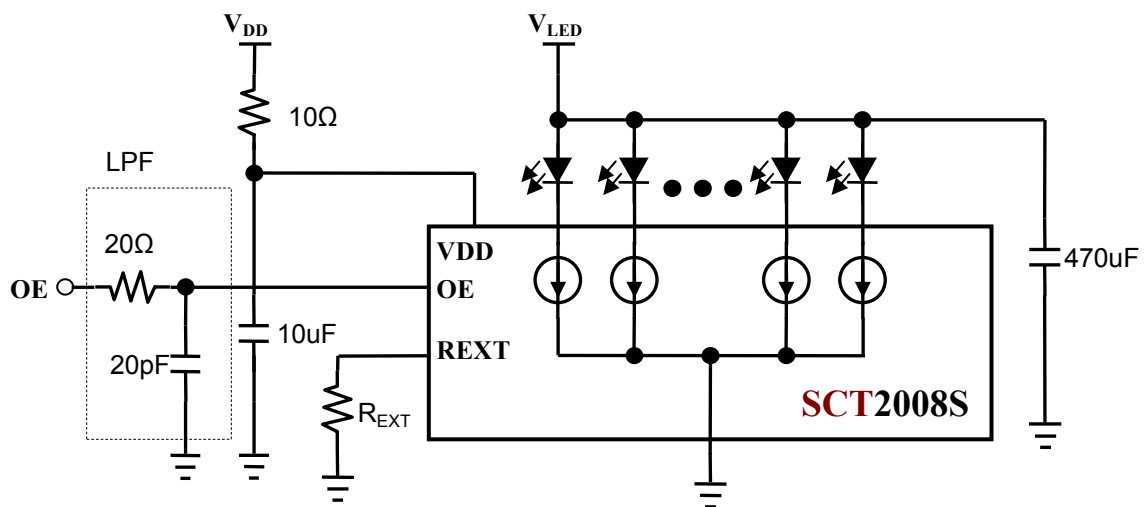 VDD
VLED
10Ω
LPF
20Ω
VDD
OE
OE
470uF
10uF
20pF
REXT
REXT
SCT2008S